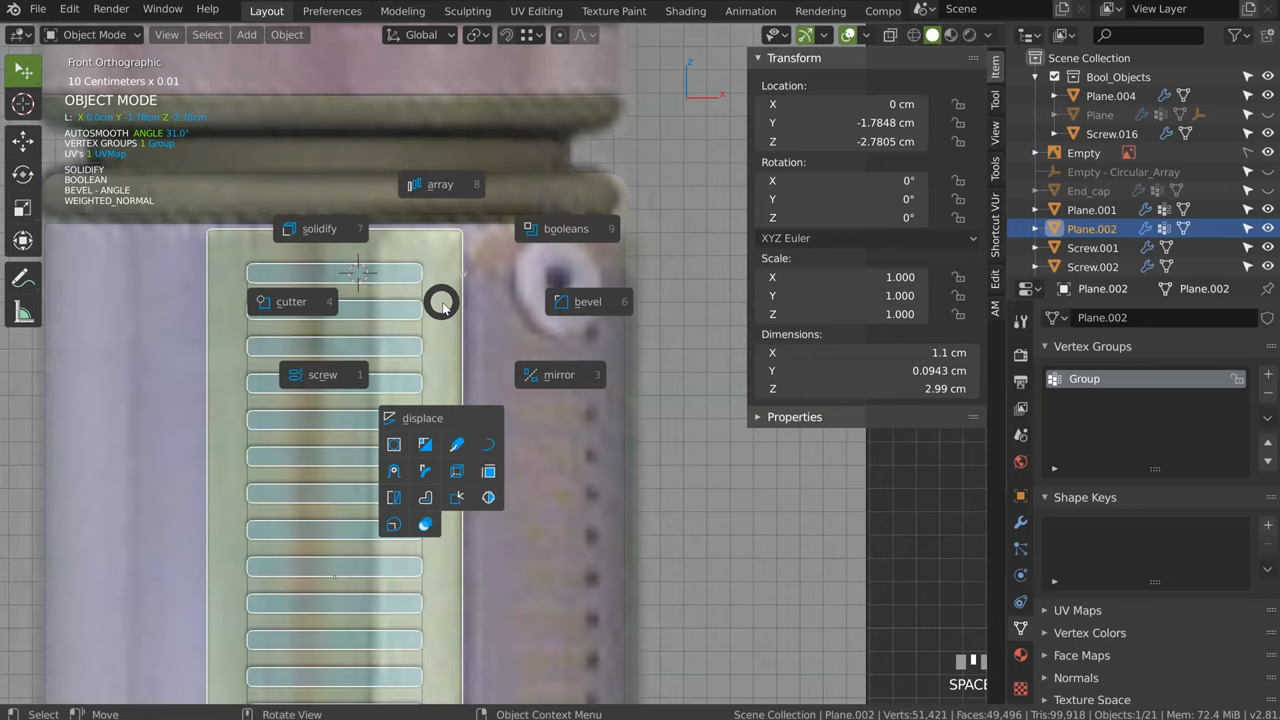 File Edit Render Window Help Layout Preferences Modeling Sculpting UV Editing Texture Paint Shading Animation Rendering Compo Scene View Layer
Object Mode View Select Add Object Global
Front Orthographic
10 Centimeters x 0.01
OBJECT MODE
L: X 0.0cm Y -1.78cm Z -2.78cm
AUTOSMOOTH ANGLE 31.0°
VERTEX GROUPS 1 Group
UV's 1 UVMap
SOLIDIFY
BOOLEAN
BEVEL - ANGLE
WEIGHTED_NORMAL
z
x
array 8
solidify 7
booleans 9
cutter 4
bevel 6
screw 1
mirror 3
displace
Transform
Location:
X 0 cm
Y -1.7848 cm
Z -2.7805 cm
Rotation:
X 0°
Y 0°
Z 0°
XYZ Euler
Scale:
X 1.000
Y 1.000
Z 1.000
Dimensions:
X 1.1 cm
Y 0.0943 cm
Z 2.99 cm
Properties
Item
Tool
View
Tools
Shortcut VUr
Edit
AM
Scene Collection
Bool_Objects
Plane.004
Plane
Screw.016
Empty
Empty - Circular_Array
End_cap
Plane.001
Plane.002
Screw.001
Screw.002
Plane.002 Plane.002
Plane.002
Vertex Groups
Group
Shape Keys
UV Maps
Vertex Colors
Face Maps
Normals
Texture Space
SPACE
Select Move Rotate View Object Context Menu Scene Collection | Plane.002 | Verts:51,421 | Faces:49,496 | Tris:99,918 | Objects:1/21 | Mem: 72.4 MiB | v2.8